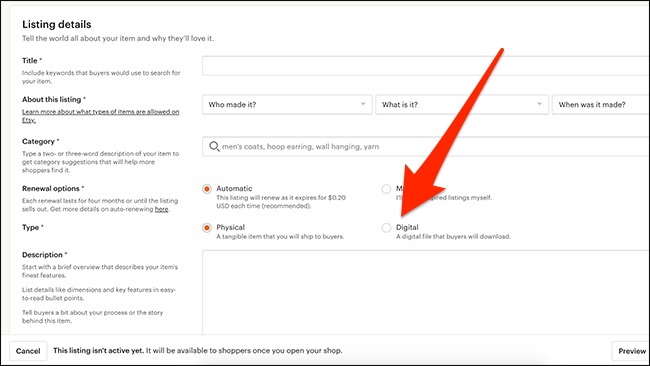 Listing details
Tell the world all about your item and why they'll love it.
Title *
Include keywords that buyers would use to search for
your item.
About this listing *
Learn more about what types of items are allowed on
Etsy.
Who made it?
What is it?
When was it made?
Category *
Type a two- or three-word description of your item to
get category suggestions that will help more
shoppers find it.
men's coats, hoop earring, wall hanging, yarn
Renewal options *
Each renewal lasts for four months or until the listing
sells out. Get more details on auto-renewing here.
Automatic
This listing will renew as it expires for $0.20
USD each time (recommended).
expired listings myself.
Type *
Physical
A tangible item that you will ship to buyers.
Digital
A digital file that buyers will download.
Description *
Start with a brief overview that describes your item's
finest features.
List details like dimensions and key features in easy-
to-read bullet points.
Tell buyers a bit about your process or the story
behind this item.
Cancel
This listing isn't active yet. It will be available to shoppers once you open your shop.
Preview